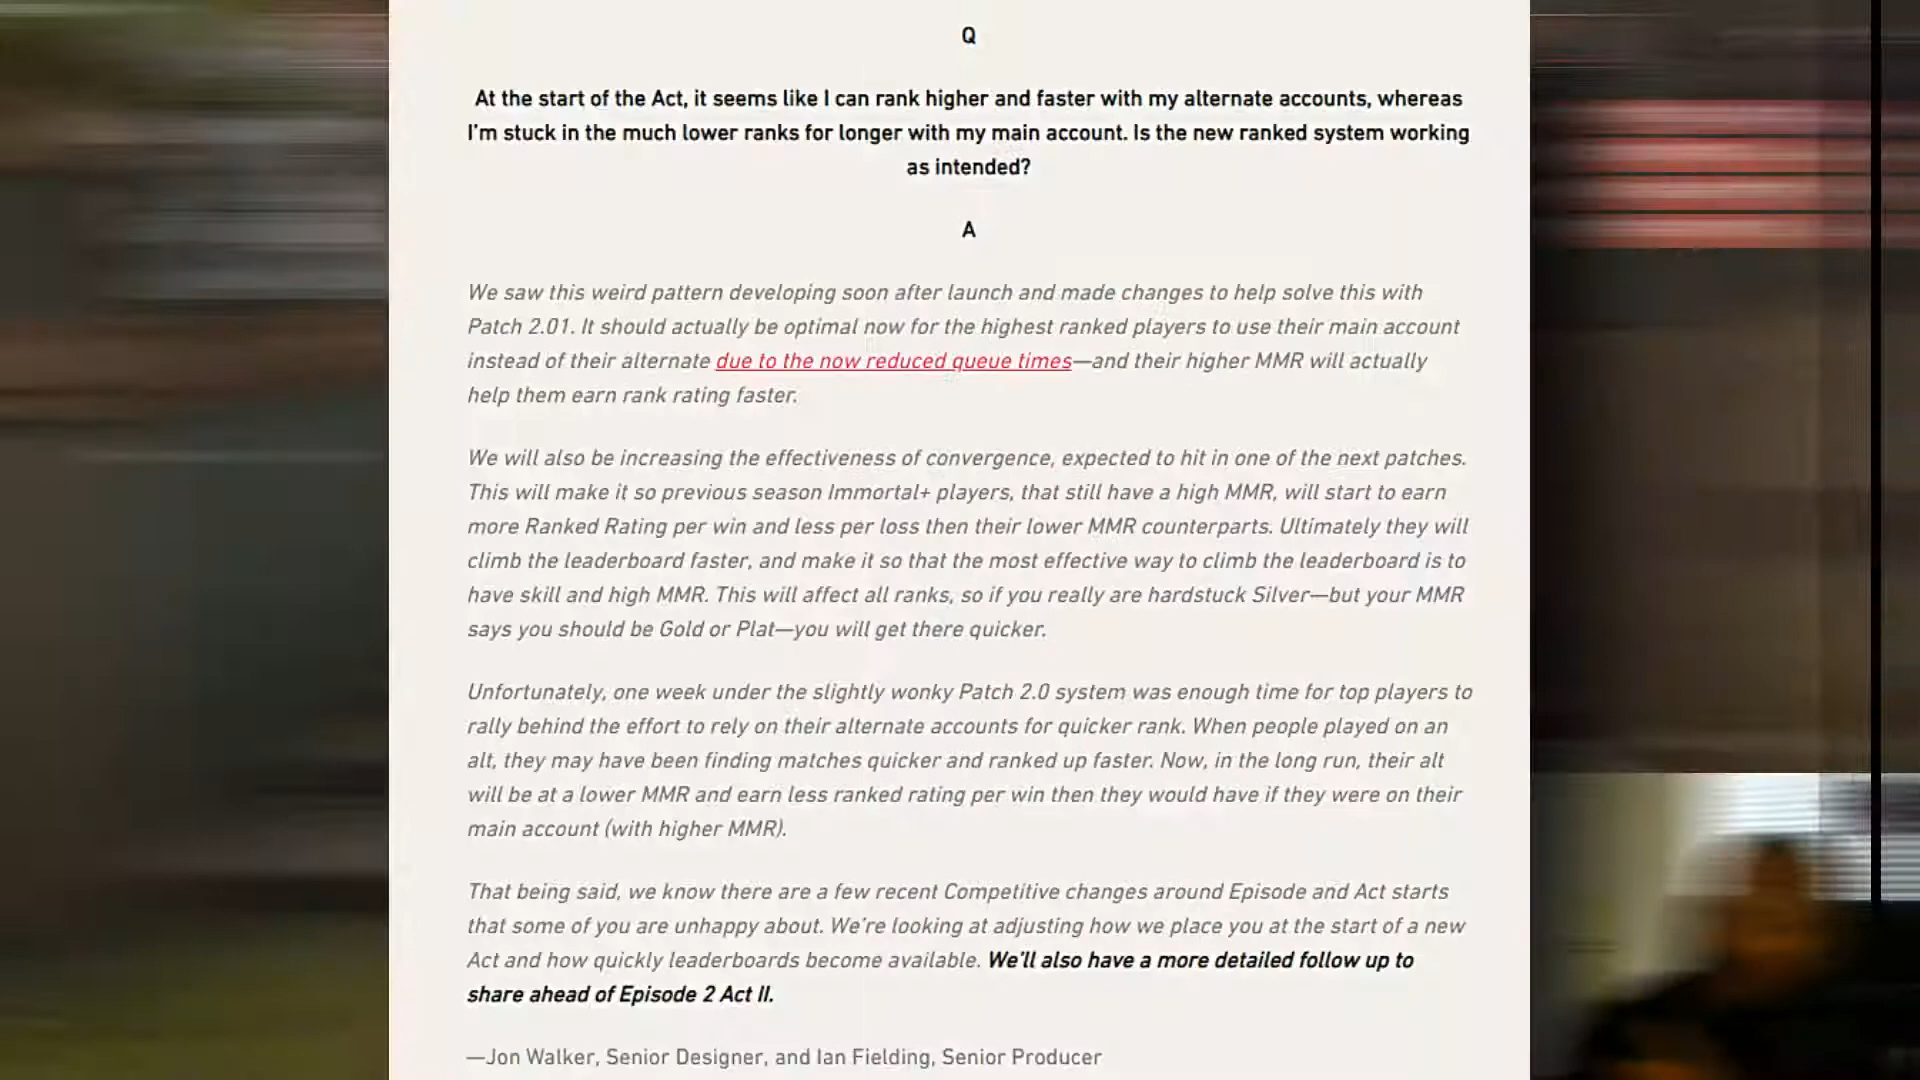 Q
At the start of the Act, it seems like I can rank higher and faster with my alternate accounts, whereas
I'm stuck in the much lower ranks for longer with my main account. Is the new ranked system working
as intended?
A
We saw this weird pattern developing soon after launch and made changes to help solve this with
Patch 2.01. It should actually be optimal now for the highest ranked players to use their main account
instead of their alternate due to the now reduced queue times—and their higher MMR will actually
help them earn rank rating faster.
We will also be increasing the effectiveness of convergence, expected to hit in one of the next patches.
This will make it so previous season Immortal+ players, that still have a high MMR, will start to earn
more Ranked Rating per win and less per loss then their lower MMR counterparts. Ultimately they will
climb the leaderboard faster, and make it so that the most effective way to climb the leaderboard is to
have skill and high MMR. This will affect all ranks, so if you really are hardstuck Silver—but your MMR
says you should be Gold or Plat—you will get there quicker.
Unfortunately, one week under the slightly wonky Patch 2.0 system was enough time for top players to
rally behind the effort to rely on their alternate accounts for quicker rank. When people played on an
alt, they may have been finding matches quicker and ranked up faster. Now, in the long run, their alt
will be at a lower MMR and earn less ranked rating per win then they would have if they were on their
main account (with higher MMR).
That being said, we know there are a few recent Competitive changes around Episode and Act starts
that some of you are unhappy about. We're looking at adjusting how we place you at the start of a new
Act and how quickly leaderboards become available. We'll also have a more detailed follow up to
share ahead of Episode 2 Act II.
—Jon Walker, Senior Designer, and Ian Fielding, Senior Producer